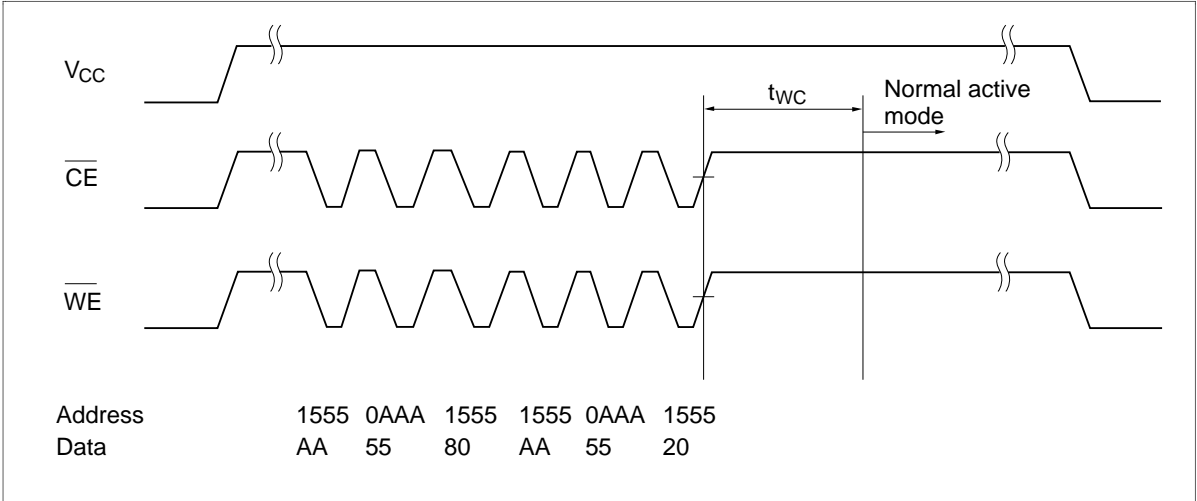 VCC
tWC
Normal active
mode
CE
WE
Address 1555 0AAA 1555 1555 0AAA 1555
Data AA 55 80 AA 55 20